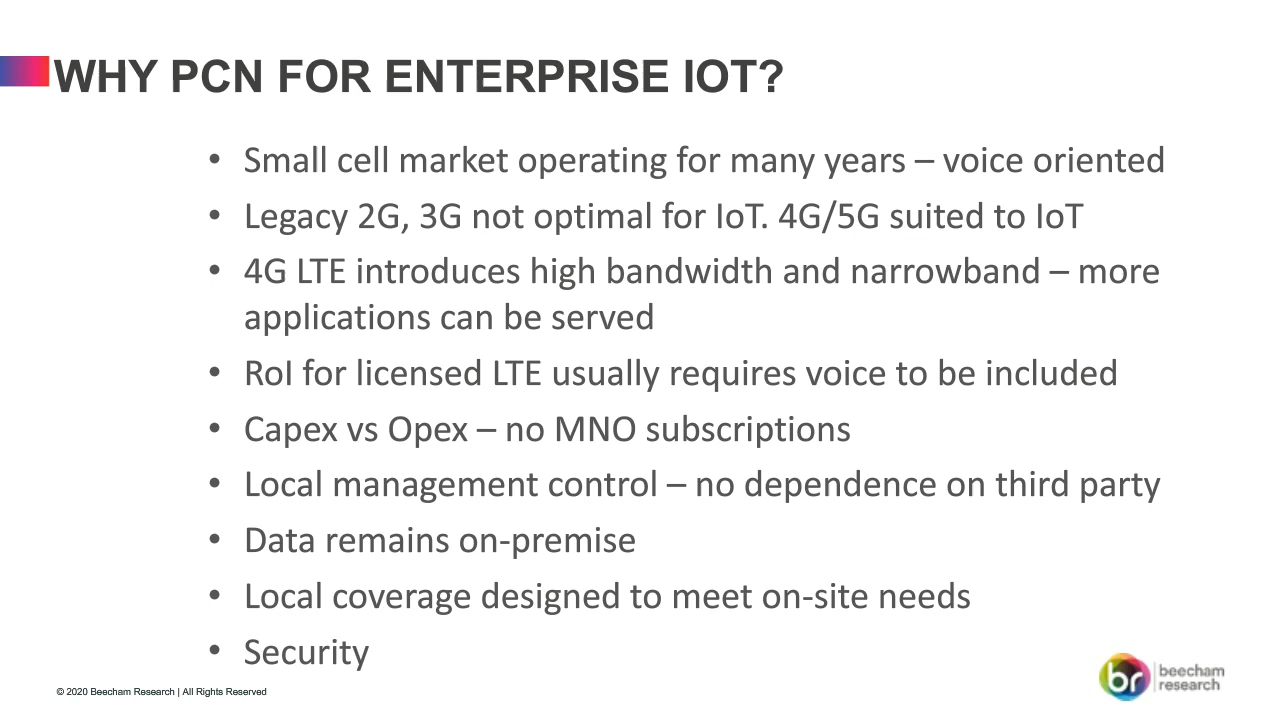 WHY PCN FOR ENTERPRISE IOT?
• Small cell market operating for many years – voice oriented
• Legacy 2G, 3G not optimal for IoT. 4G/5G suited to IoT
• 4G LTE introduces high bandwidth and narrowband – more
applications can be served
• RoI for licensed LTE usually requires voice to be included
• Capex vs Opex – no MNO subscriptions
• Local management control – no dependence on third party
• Data remains on-premise
• Local coverage designed to meet on-site needs
• Security
© 2020 Beecham Research | All Rights Reserved
br
beecham
research